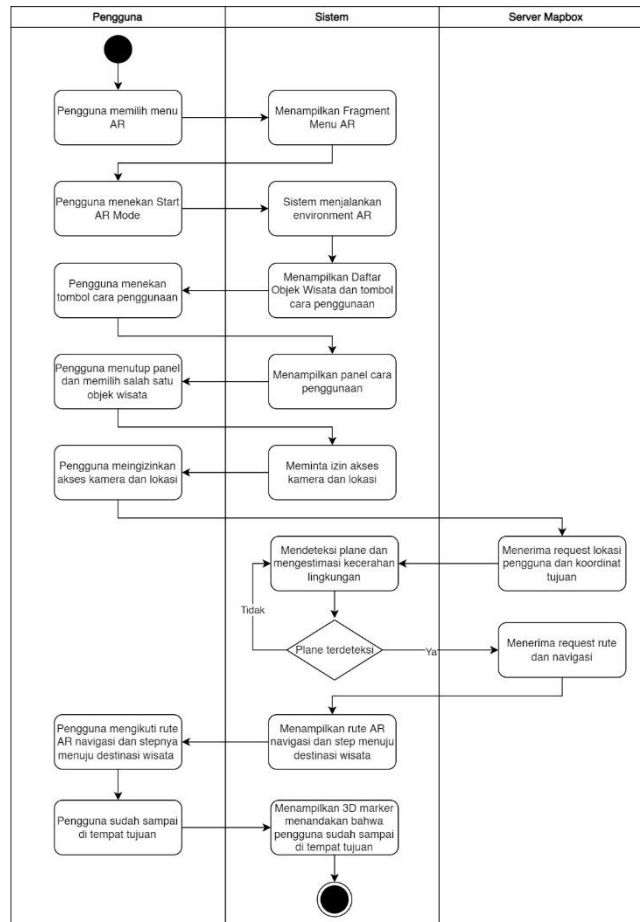 Pengguna
Sistem
Server Mapbox
Pengguna memilih menu
AR
Menampilkan Fragment
Menu AR
Pengguna menekan Start
AR Mode
Sistem menjalankan
environment AR
Menampilkan Daftar
Objek Wisata dan tombol
cara penggunaan
Pengguna menekan
tombol cara penggunaan
Menampilkan panel cara
penggunaan
Pengguna menutup panel
dan memilih salah satu
objek wisata
Meminta izin akses
kamera dan lokasi
Pengguna meingizinkan
akses kamera dan lokasi
Menerima request lokasi
pengguna dan koordinat
tujuan
Mendeteksi plane dan
mengestimasi kecerahan
lingkungan
Tidak
Plane terdeteksi
Ya
Menerima request rute
dan navigasi
Menampilkan rute AR
navigasi dan step menuju
destinasi wisata
Pengguna mengikuti rute
AR navigasi dan stepnya
menuju destinasi wisata
Pengguna sudah sampai
di tempat tujuan
Menampilkan 3D marker
menandakan bahwa
pengguna sudah sampai
di tempat tujuan